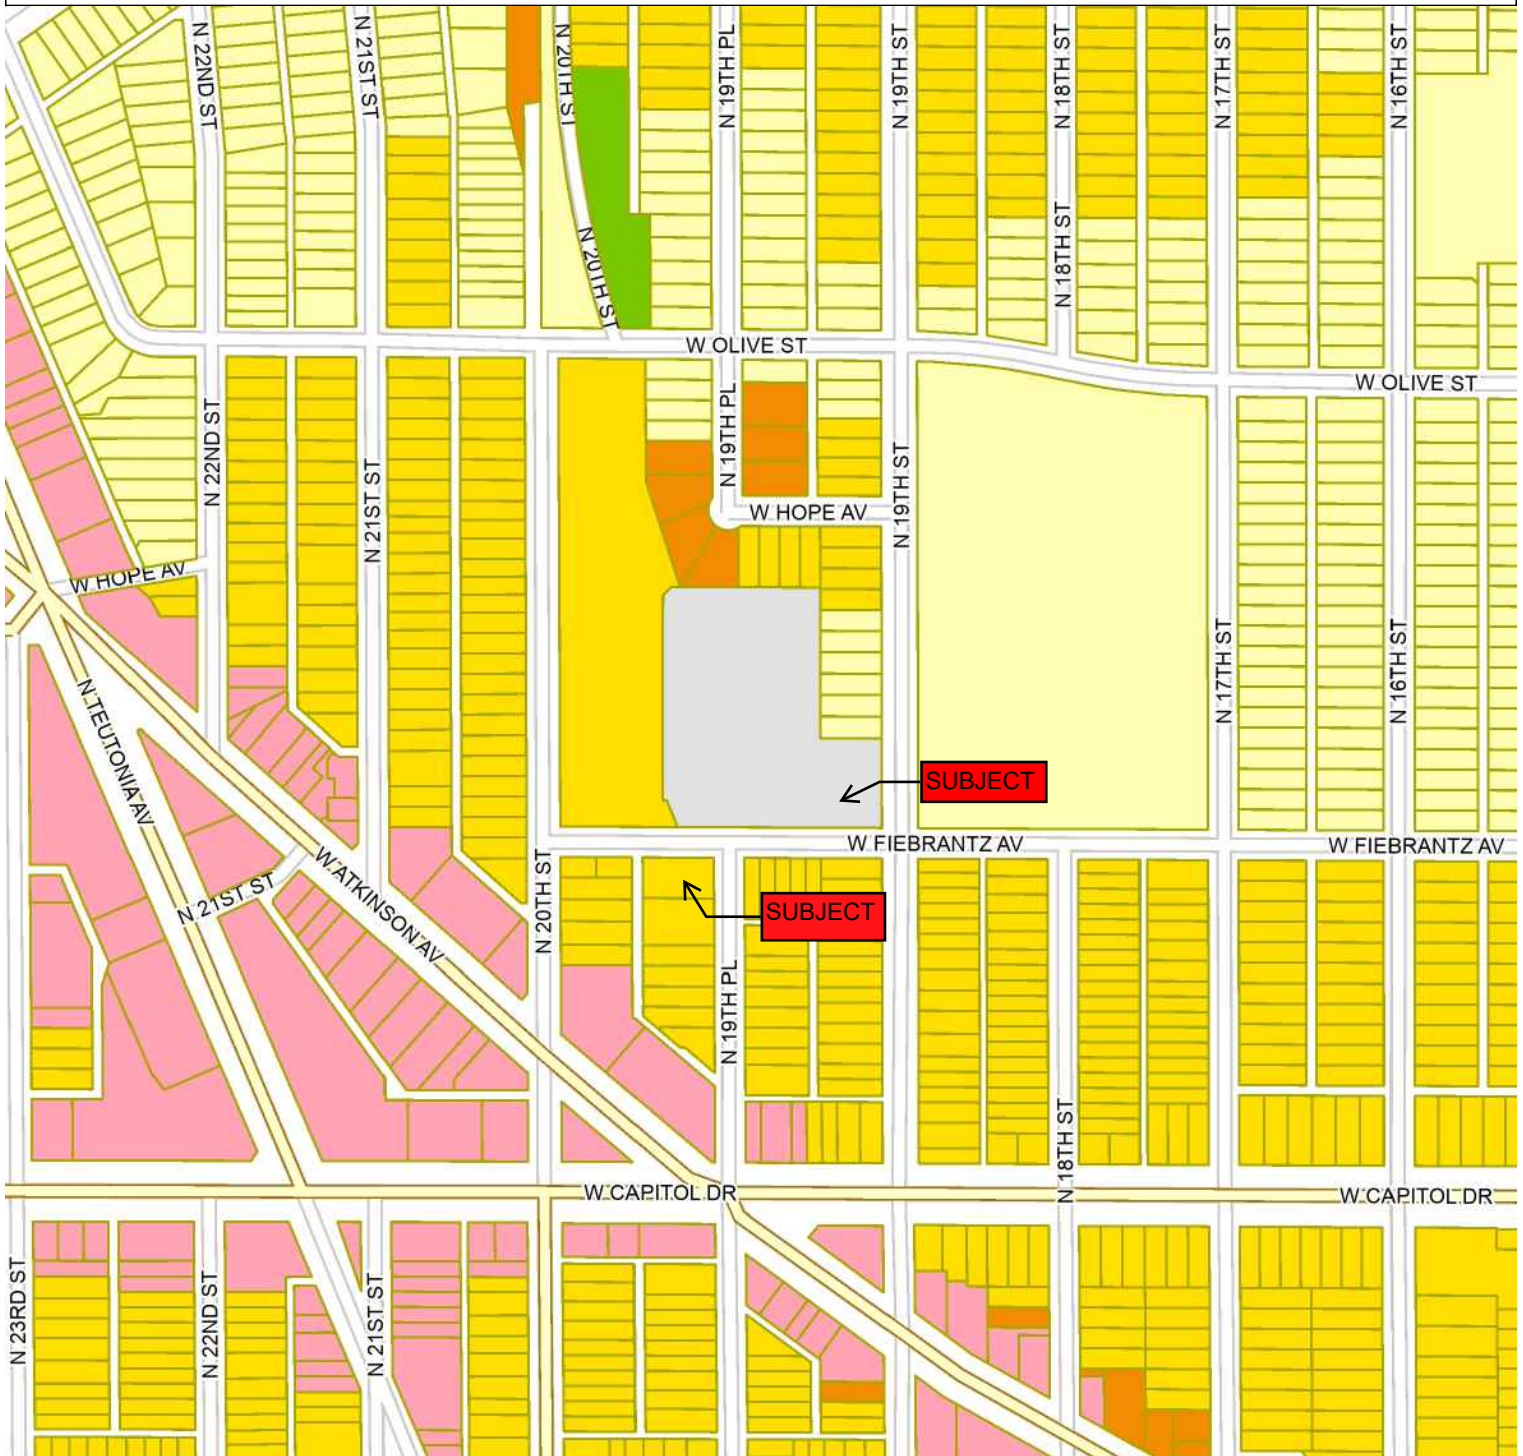 N 22ND ST
N 21ST ST
N 20TH ST
N 19TH PL
N 19TH ST
N 18TH ST
N 17TH ST
N 16TH ST
N 20TH ST
N 18TH ST
W OLIVE ST
W OLIVE ST
N 22ND ST
N 21ST ST
N 19TH PL
N 19TH ST
W HOPE AV
W HOPE AV
N 17TH ST
N 16TH ST
N TEUTONIA AV
SUBJECT
W FIEBRANTZ AV
W FIEBRANTZ AV
W ATKINSON AV
N 21ST ST
N 20TH ST
SUBJECT
N 19TH PL
N 18TH ST
W CAPITOL DR
W CAPITOL DR
N 23RD ST
N 22ND ST
N 21ST ST